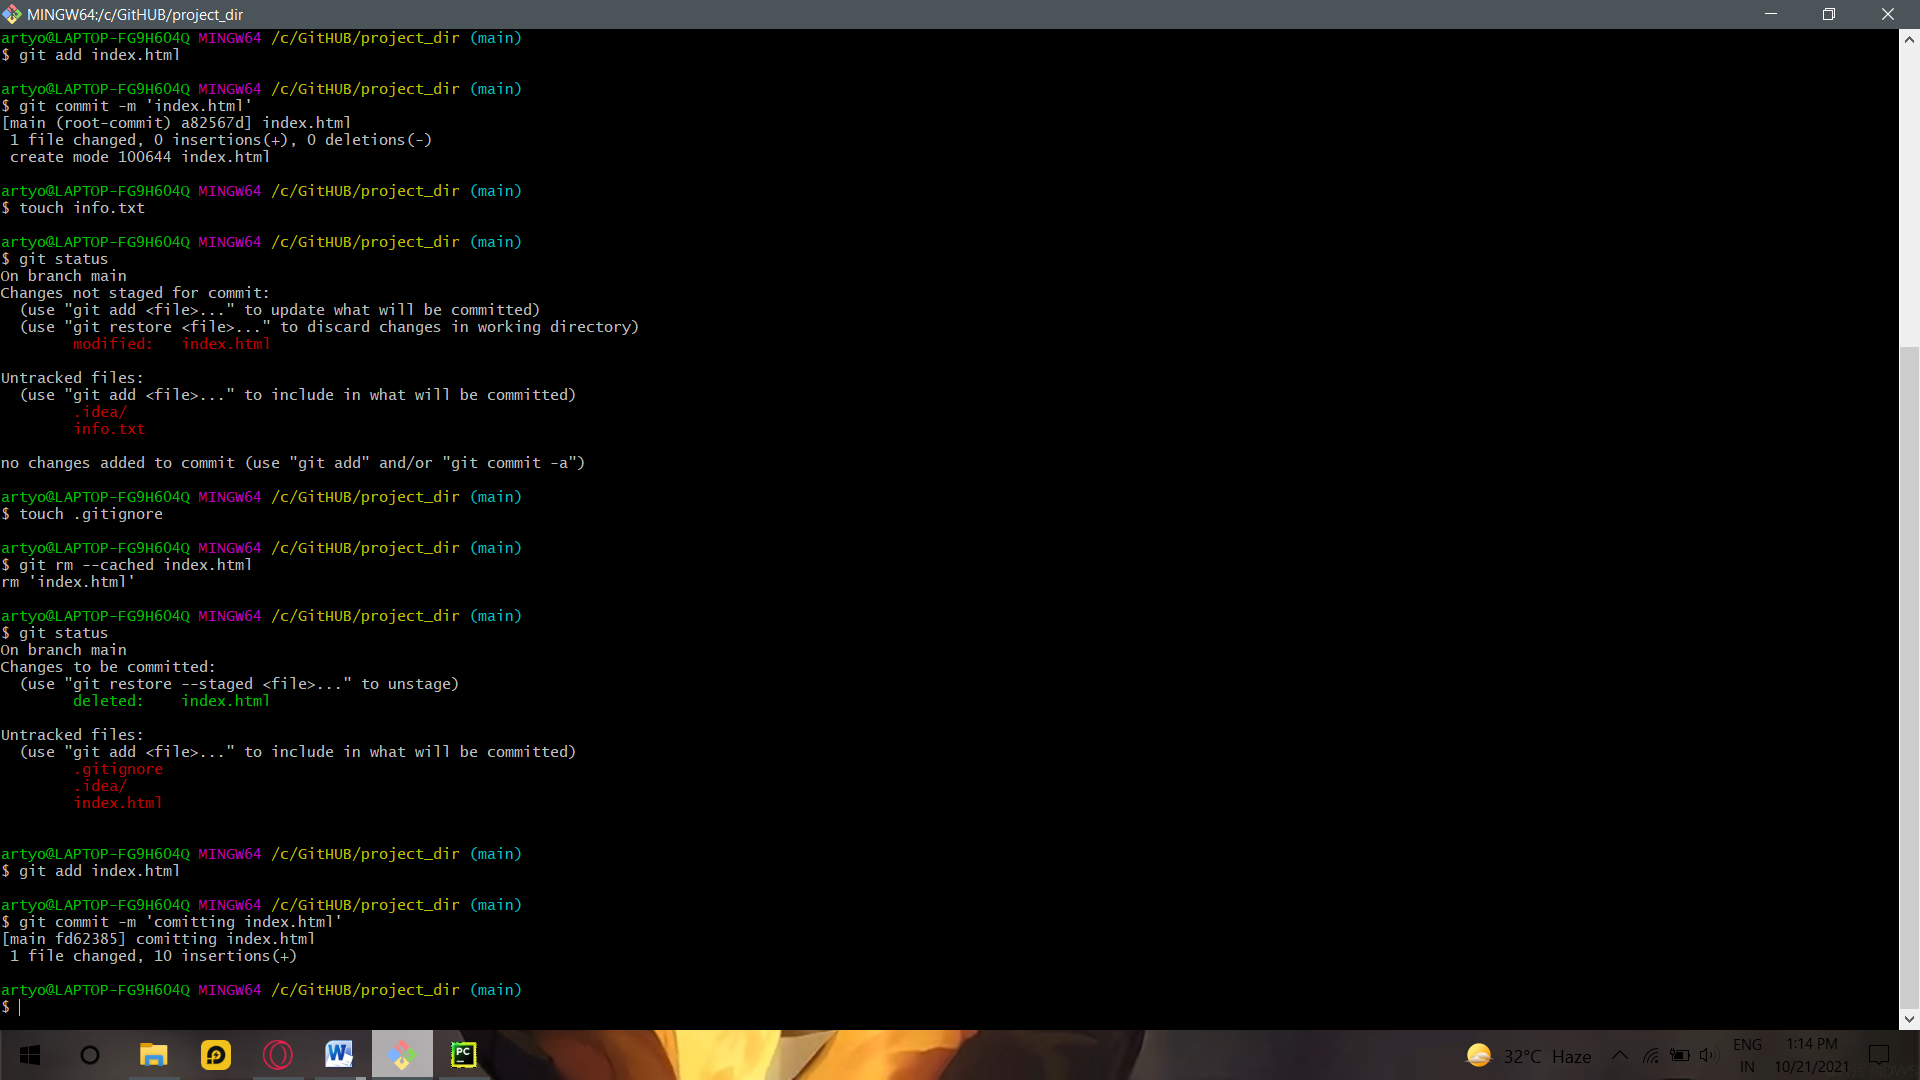 MINGW64:/c/GitHUB/project_dir
artyo@LAPTOP-FG9H6O4Q MINGW64 /c/GitHUB/project_dir (main)
$ git add index.html
artyo@LAPTOP-FG9H6O4Q MINGW64 /c/GitHUB/project_dir (main)
$ git commit -m 'index.html'
[main (root-commit) a82567d] index.html
 1 file changed, 0 insertions(+), 0 deletions(-)
 create mode 100644 index.html
artyo@LAPTOP-FG9H6O4Q MINGW64 /c/GitHUB/project_dir (main)
$ touch info.txt
artyo@LAPTOP-FG9H6O4Q MINGW64 /c/GitHUB/project_dir (main)
$ git status
On branch main
Changes not staged for commit:
  (use "git add <file>..." to update what will be committed)
  (use "git restore <file>..." to discard changes in working directory)
        modified:   index.html
Untracked files:
  (use "git add <file>..." to include in what will be committed)
        .idea/
        info.txt
no changes added to commit (use "git add" and/or "git commit -a")
artyo@LAPTOP-FG9H6O4Q MINGW64 /c/GitHUB/project_dir (main)
$ touch .gitignore
artyo@LAPTOP-FG9H6O4Q MINGW64 /c/GitHUB/project_dir (main)
$ git rm --cached index.html
rm 'index.html'
artyo@LAPTOP-FG9H6O4Q MINGW64 /c/GitHUB/project_dir (main)
$ git status
On branch main
Changes to be committed:
  (use "git restore --staged <file>..." to unstage)
        deleted:    index.html
Untracked files:
  (use "git add <file>..." to include in what will be committed)
        .gitignore
        .idea/
        index.html
artyo@LAPTOP-FG9H6O4Q MINGW64 /c/GitHUB/project_dir (main)
$ git add index.html
artyo@LAPTOP-FG9H6O4Q MINGW64 /c/GitHUB/project_dir (main)
$ git commit -m 'comitting index.html'
[main fd62385] comitting index.html
 1 file changed, 10 insertions(+)
artyo@LAPTOP-FG9H6O4Q MINGW64 /c/GitHUB/project_dir (main)
$
W
PC
32°C Haze
ENG
IN
1:14 PM
10/21/2021